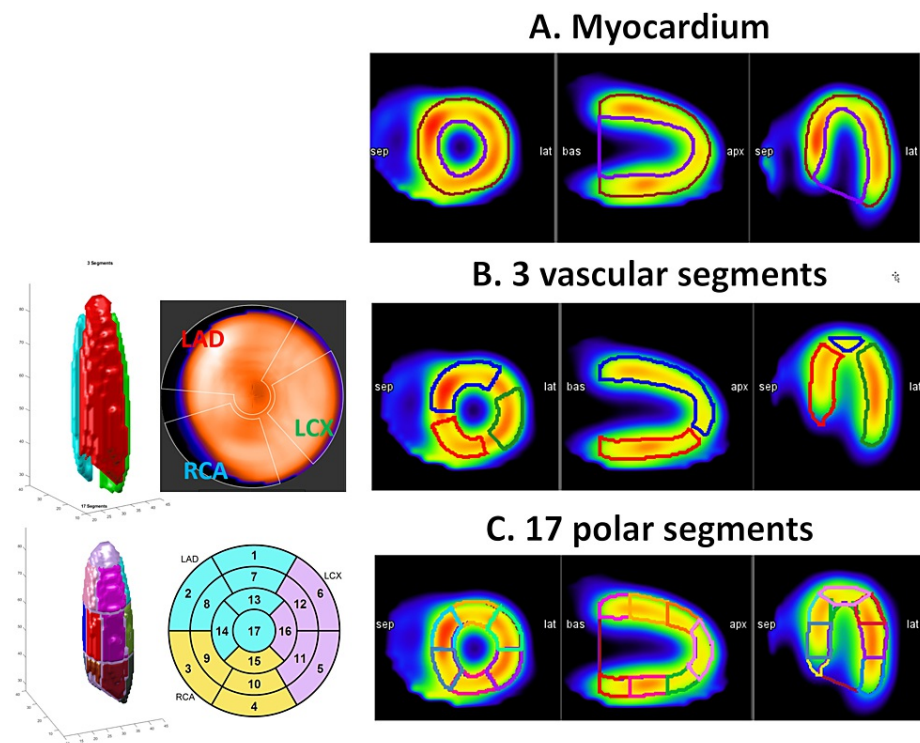 A. Myocardium
sep
lat
bas
apx
sep
lat
B. 3 vascular segments
3 Segments
LAD
LCX
RCA
sep
lat
bas
apx
sep
lat
17 Segments
C. 17 polar segments
LAD
LCX
RCA
1
2
7
6
8
13
12
14
17
16
3
9
15
11
5
10
4
sep
lat
bas
apx
sep
lat